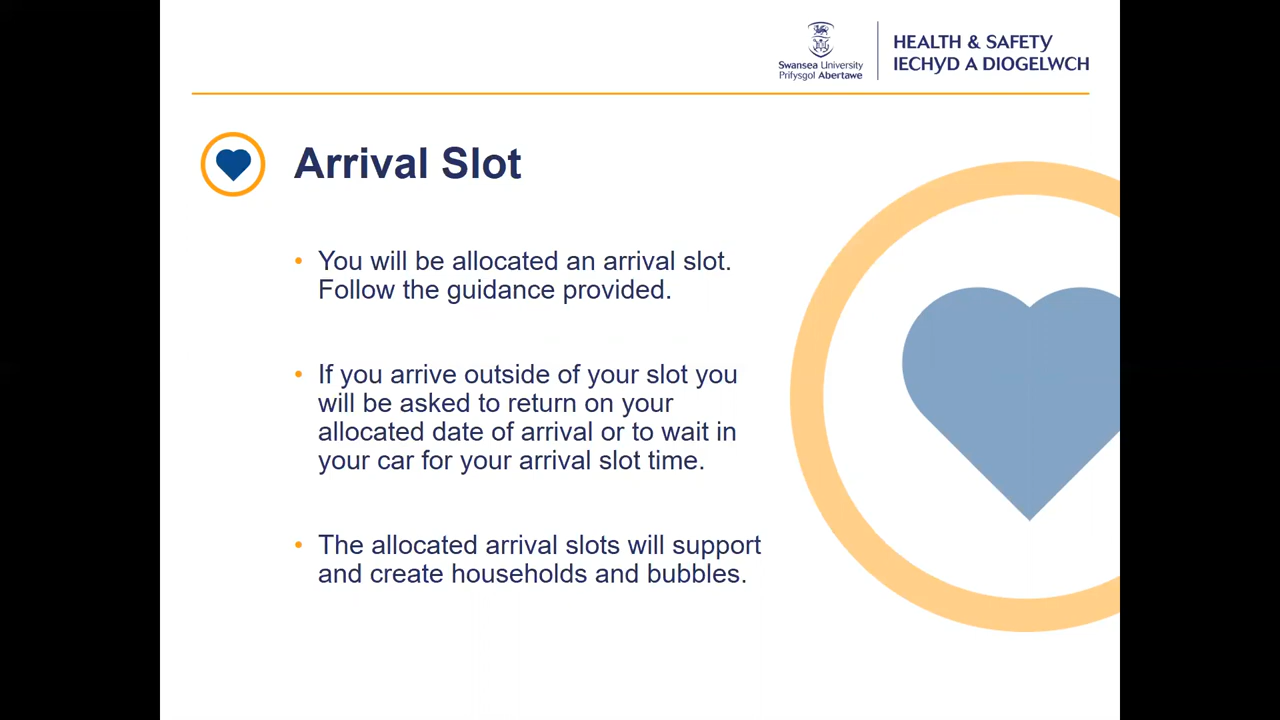 Swansea University
Prifysgol Abertawe
HEALTH & SAFETY
IECHYD A DIOGELWCH
Arrival Slot
• You will be allocated an arrival slot.
Follow the guidance provided.
• If you arrive outside of your slot you
will be asked to return on your
allocated date of arrival or to wait in
your car for your arrival slot time.
• The allocated arrival slots will support
and create households and bubbles.